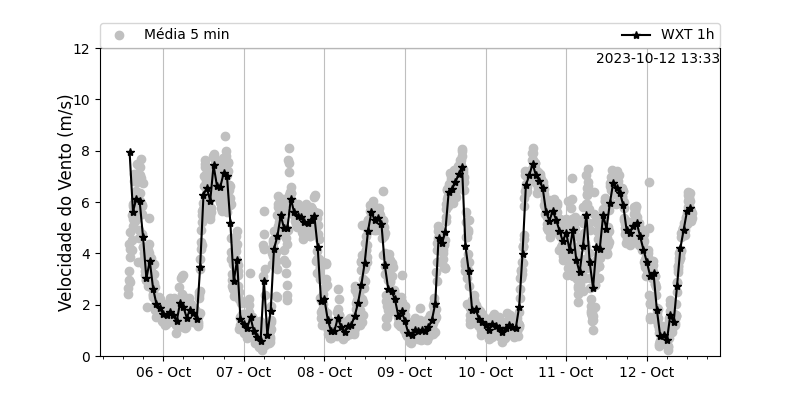 Média 5 min
WXT 1h
2023-10-12 13:33
Velocidade do Vento (m/s)
12
10
8
6
4
2
0
06 - Oct
07 - Oct
08 - Oct
09 - Oct
10 - Oct
11 - Oct
12 - Oct